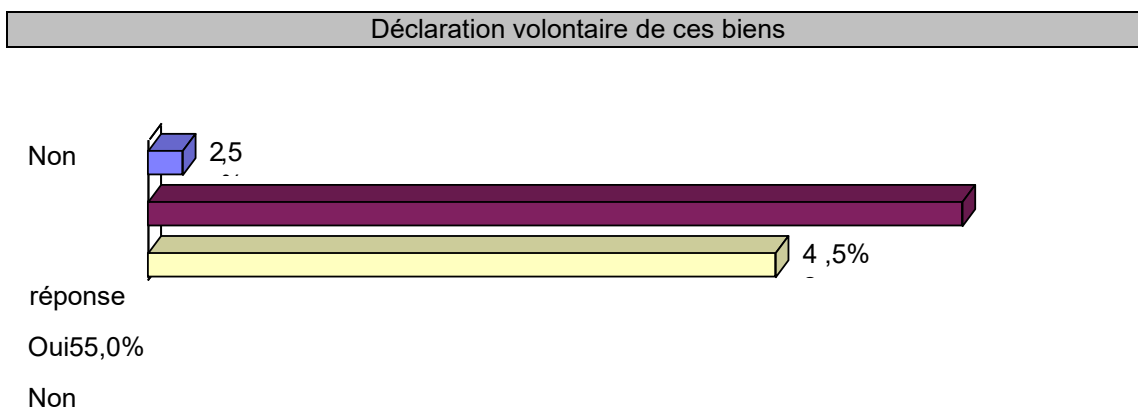 Déclaration volontaire de ces biens
Non
2,5
4 ,5%
réponse
Oui55,0%
Non